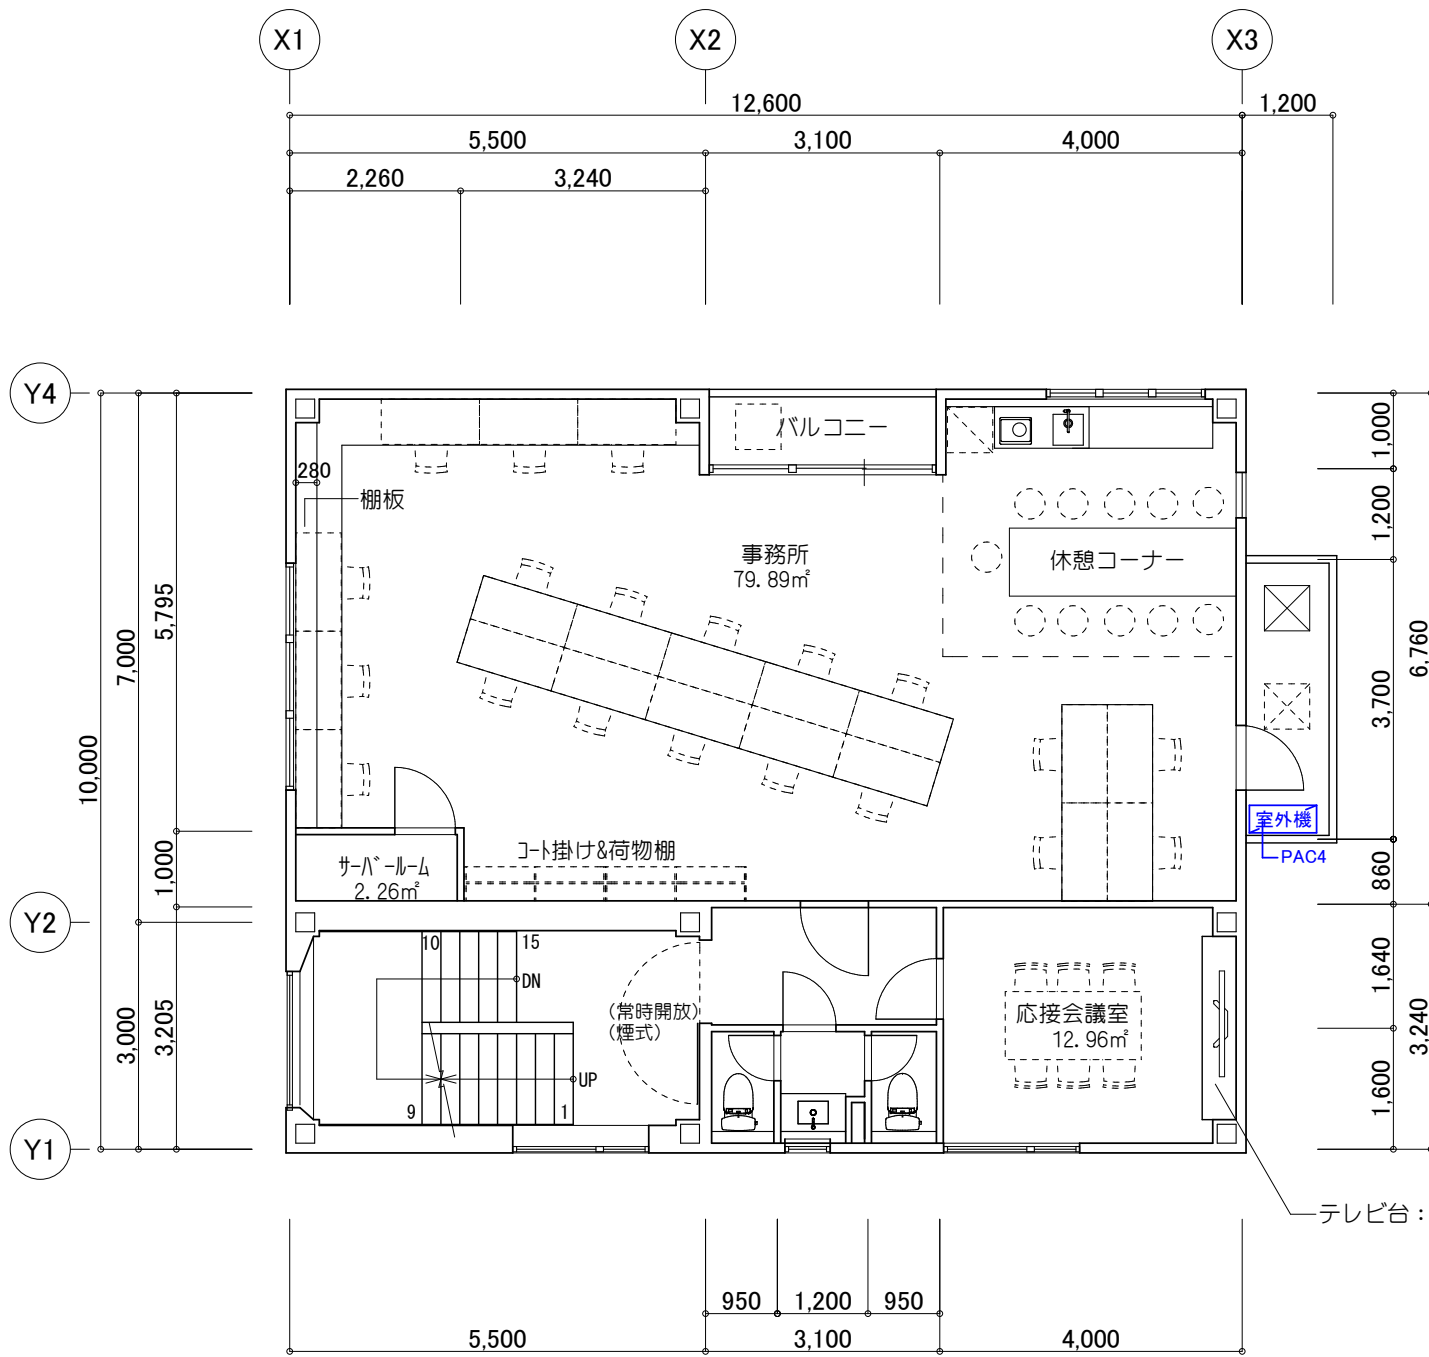 X1
X2
X3
12,600
1,200
5,500
3,100
4,000
2,260
3,240
Y4
バルコニー
1,000
280
棚板
1,200
事務所
79.89㎡
休憩コーナー
5,795
7,000
10,000
6,760
3,700
室外機
PAC4
コート掛け&荷物棚
サーバールーム
2.26㎡
1,000
860
Y2
10
15
DN
(常時開放)
(煙式)
応接会議室
12.96㎡
1,640
3,000
3,205
3,240
UP
9
1
1,600
Y1
テレビ台:
950
1,200
950
5,500
3,100
4,000